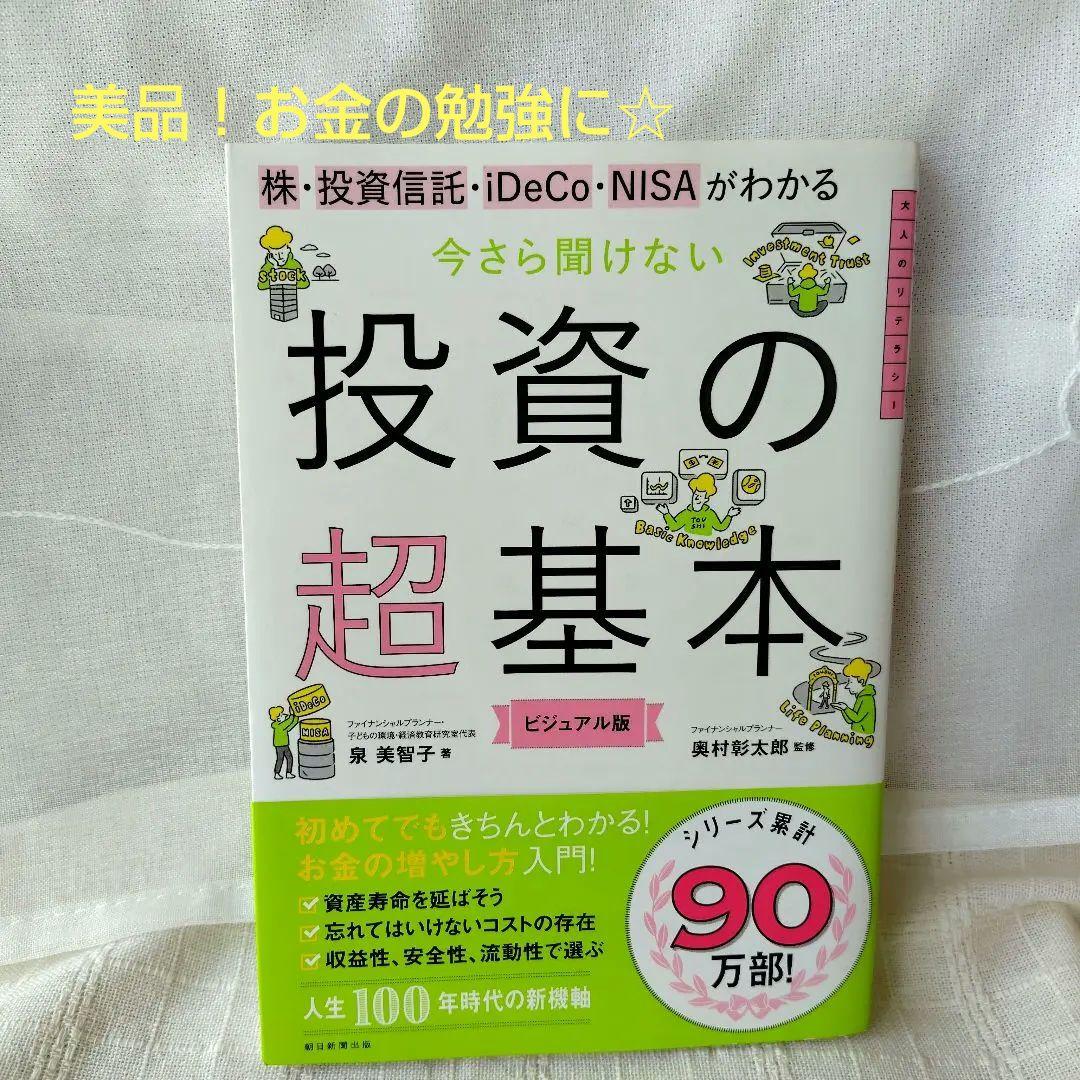 美品！お金の勉強に☆
株・投資信託・iDeCo・NISAがわかる
今さら聞けない
大人のリテラシー
STOCK
Investment Trust
投資の
TOU
SHI
Basic Knowledge
超基本
iDeCo
NISA
Life Planning
ビジュアル版
ファイナンシャルプランナー・
子どもの環境・経済教育研究室代表
泉 美智子 著
ファイナンシャルプランナー
奥村彰太郎 監修
初めてでもきちんとわかる！
お金の増やし方入門！
資産寿命を延ばそう
忘れてはいけないコストの存在
収益性、安全性、流動性で選ぶ
人生100年時代の新機軸
シリーズ累計
90
万部！
朝日新聞出版